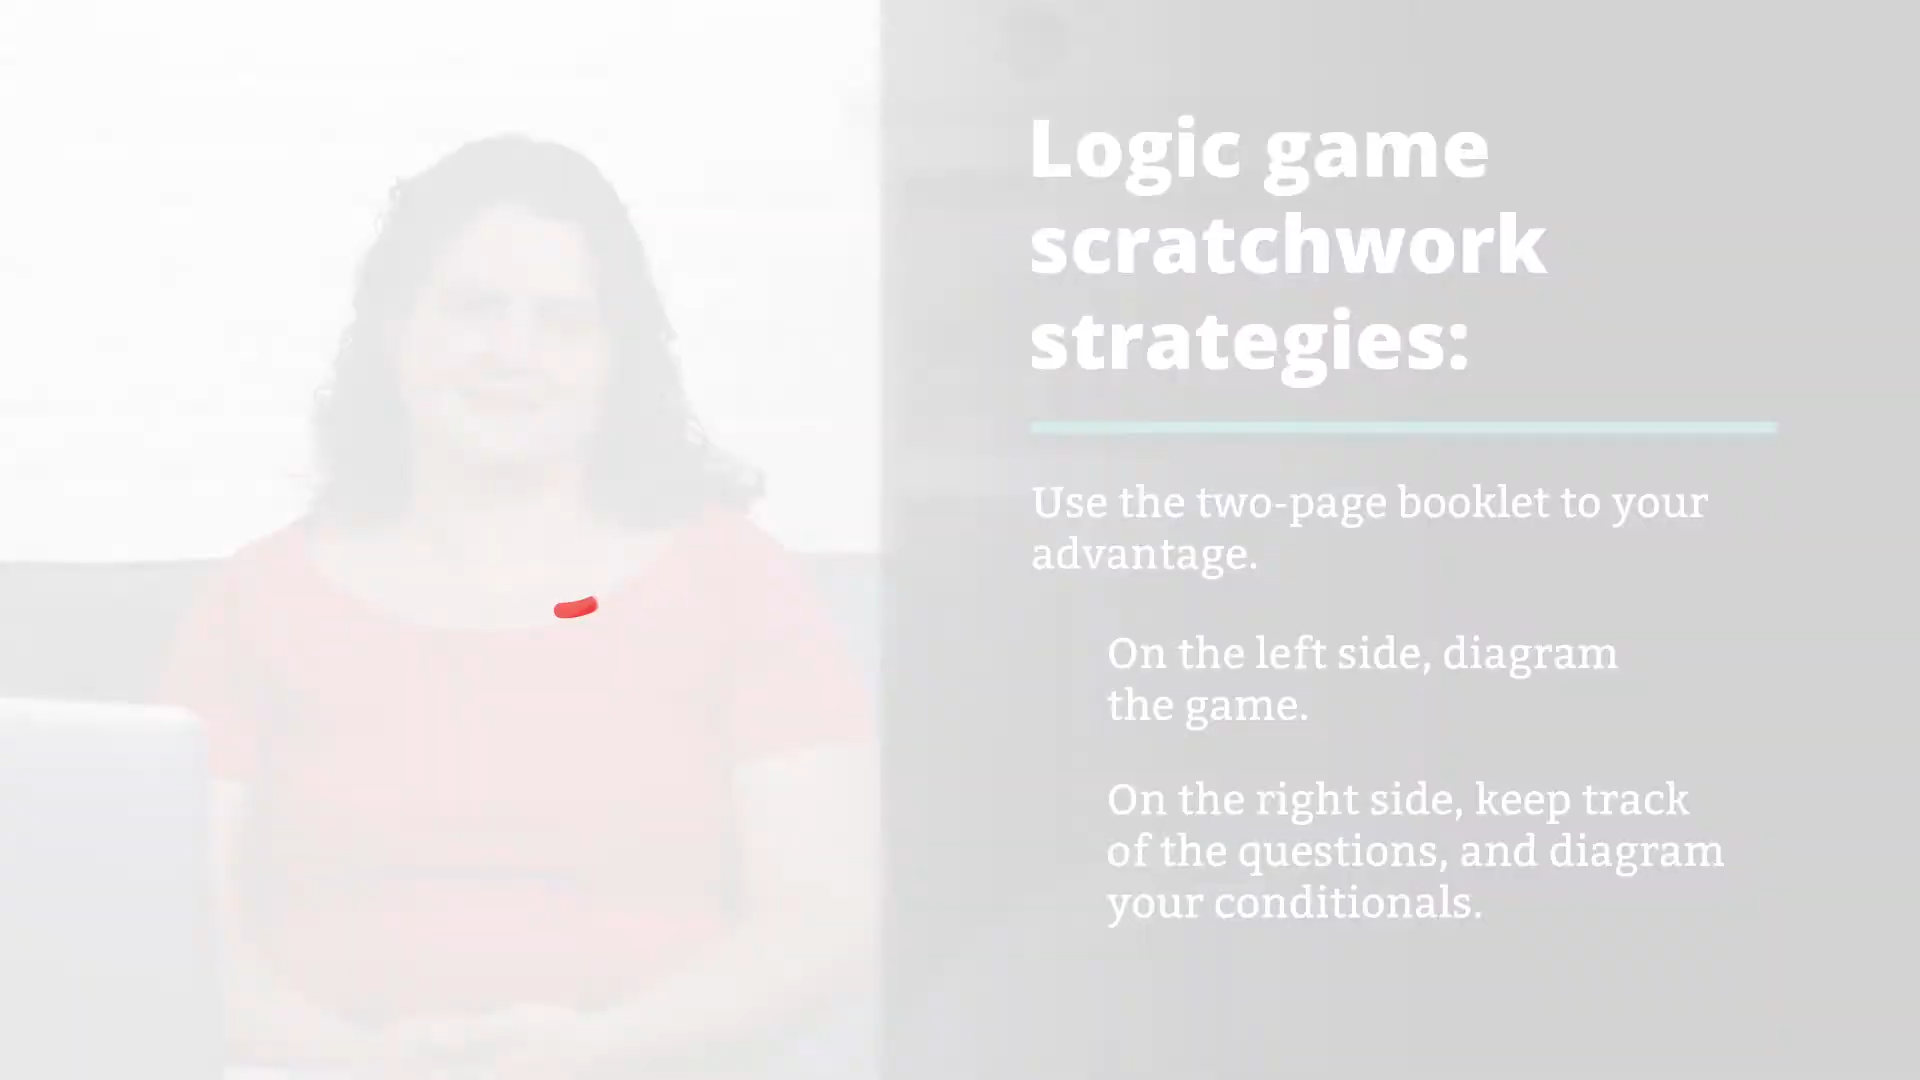 Logic game
scratchwork
strategies:
Use the two-page booklet to your
advantage.
On the left side, diagram
the game.
On the right side, keep track
of the questions, and diagram
your conditionals.